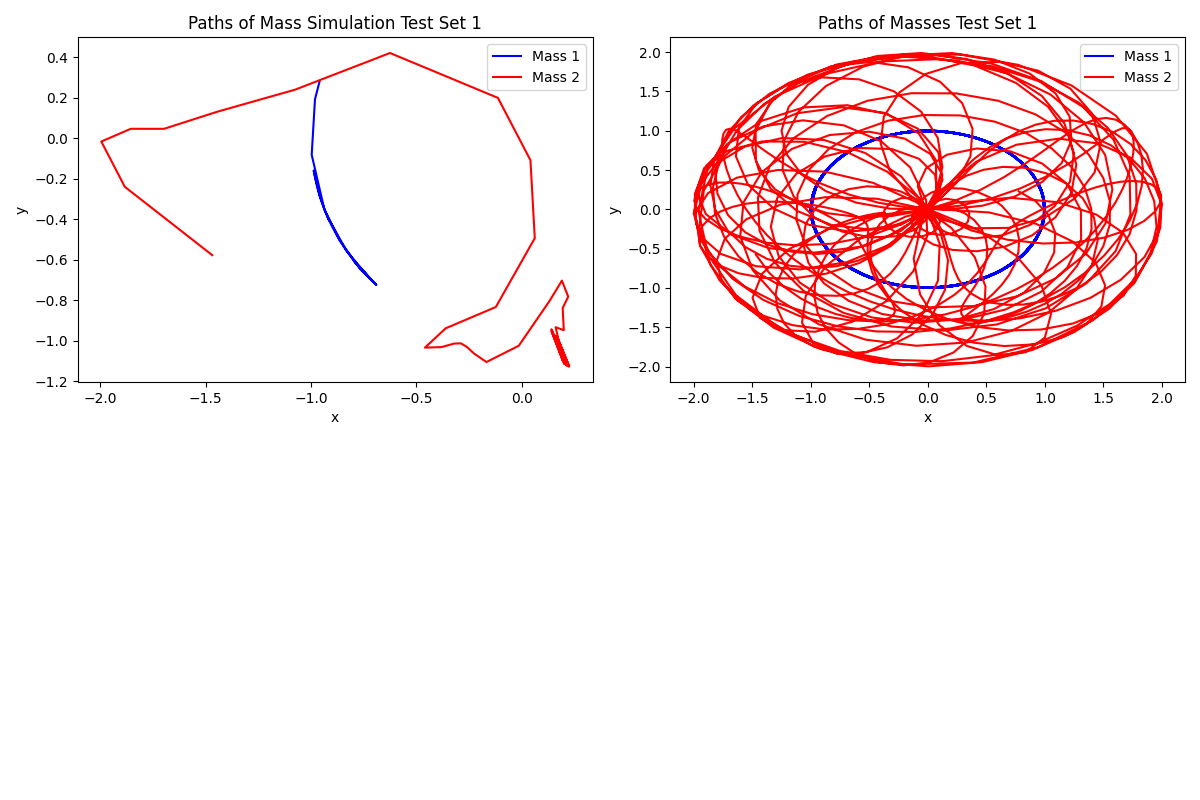 Paths of Mass Simulation Test Set 1
Mass 1
Mass 2
0.4
0.2
0.0
−0.2
−0.4
−0.6
−0.8
−1.0
−1.2
y
−2.0 −1.5 −1.0 −0.5 0.0
x
Paths of Masses Test Set 1
Mass 1
Mass 2
2.0
1.5
1.0
0.5
0.0
−0.5
−1.0
−1.5
−2.0
y
−2.0 −1.5 −1.0 −0.5 0.0 0.5 1.0 1.5 2.0
x